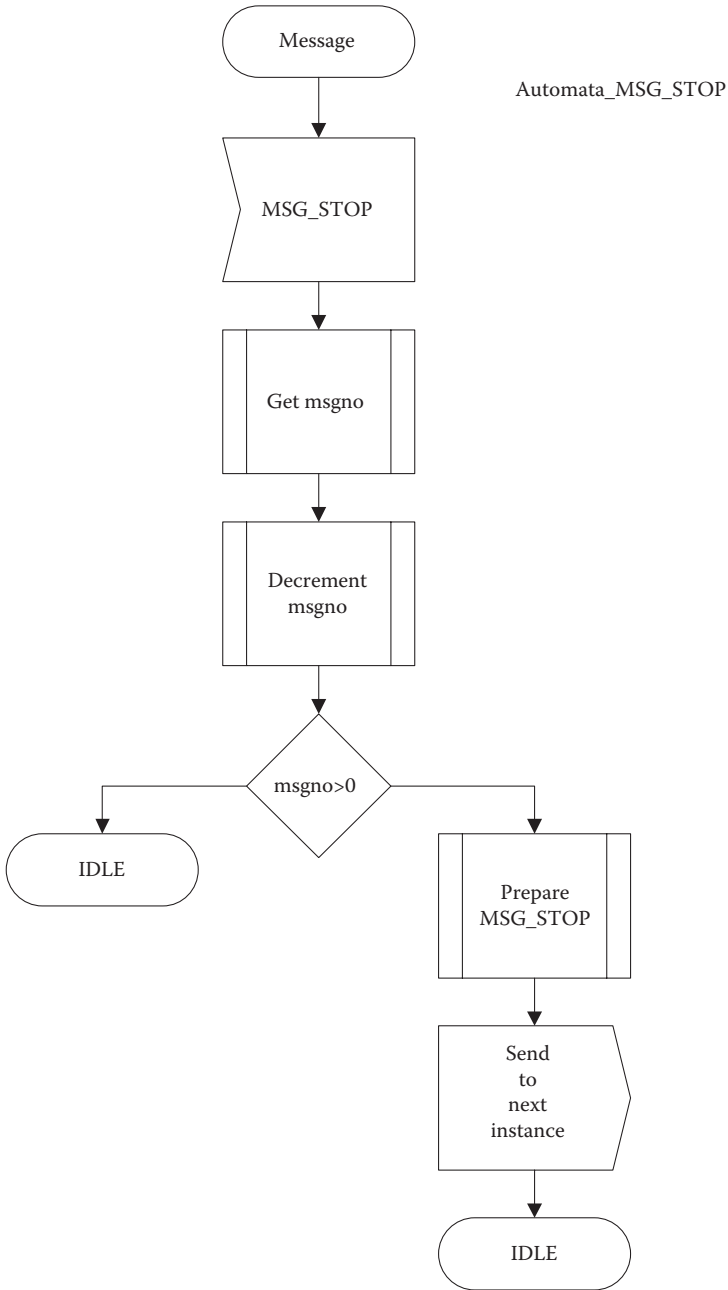 Message
Automata_MSG_STOP
MSG_STOP
Get msgno
Decrement
msgno
msgno>0
IDLE
Prepare
MSG_STOP
Send
to
next
instance
IDLE